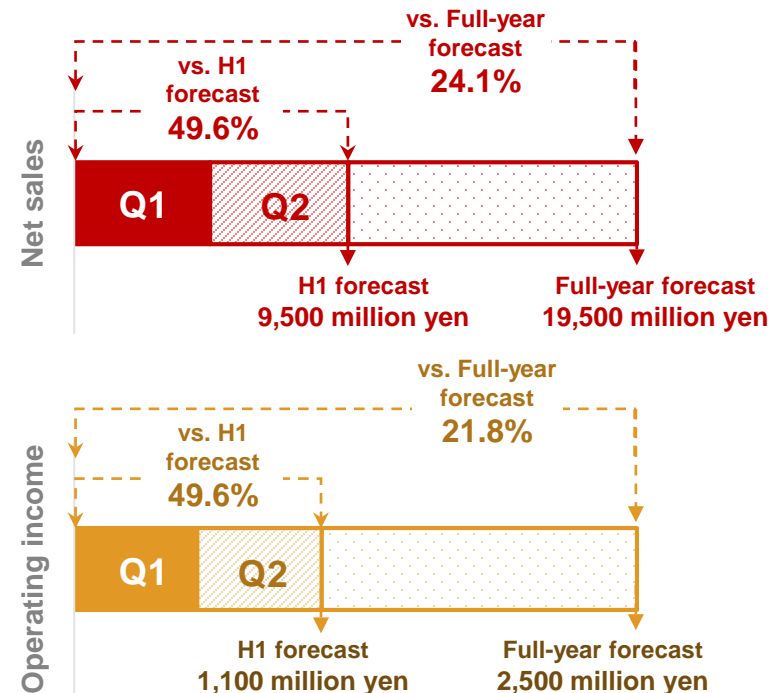 vs. Full-year
forecast
24.1%
vs. H1
forecast
49.6%
Net sales
Q1
Q2
H1 forecast
9,500 million yen
Full-year forecast
19,500 million yen
vs. Full-year
forecast
21.8%
vs. H1
forecast
49.6%
Operating income
Q1
Q2
H1 forecast
1,100 million yen
Full-year forecast
2,500 million yen